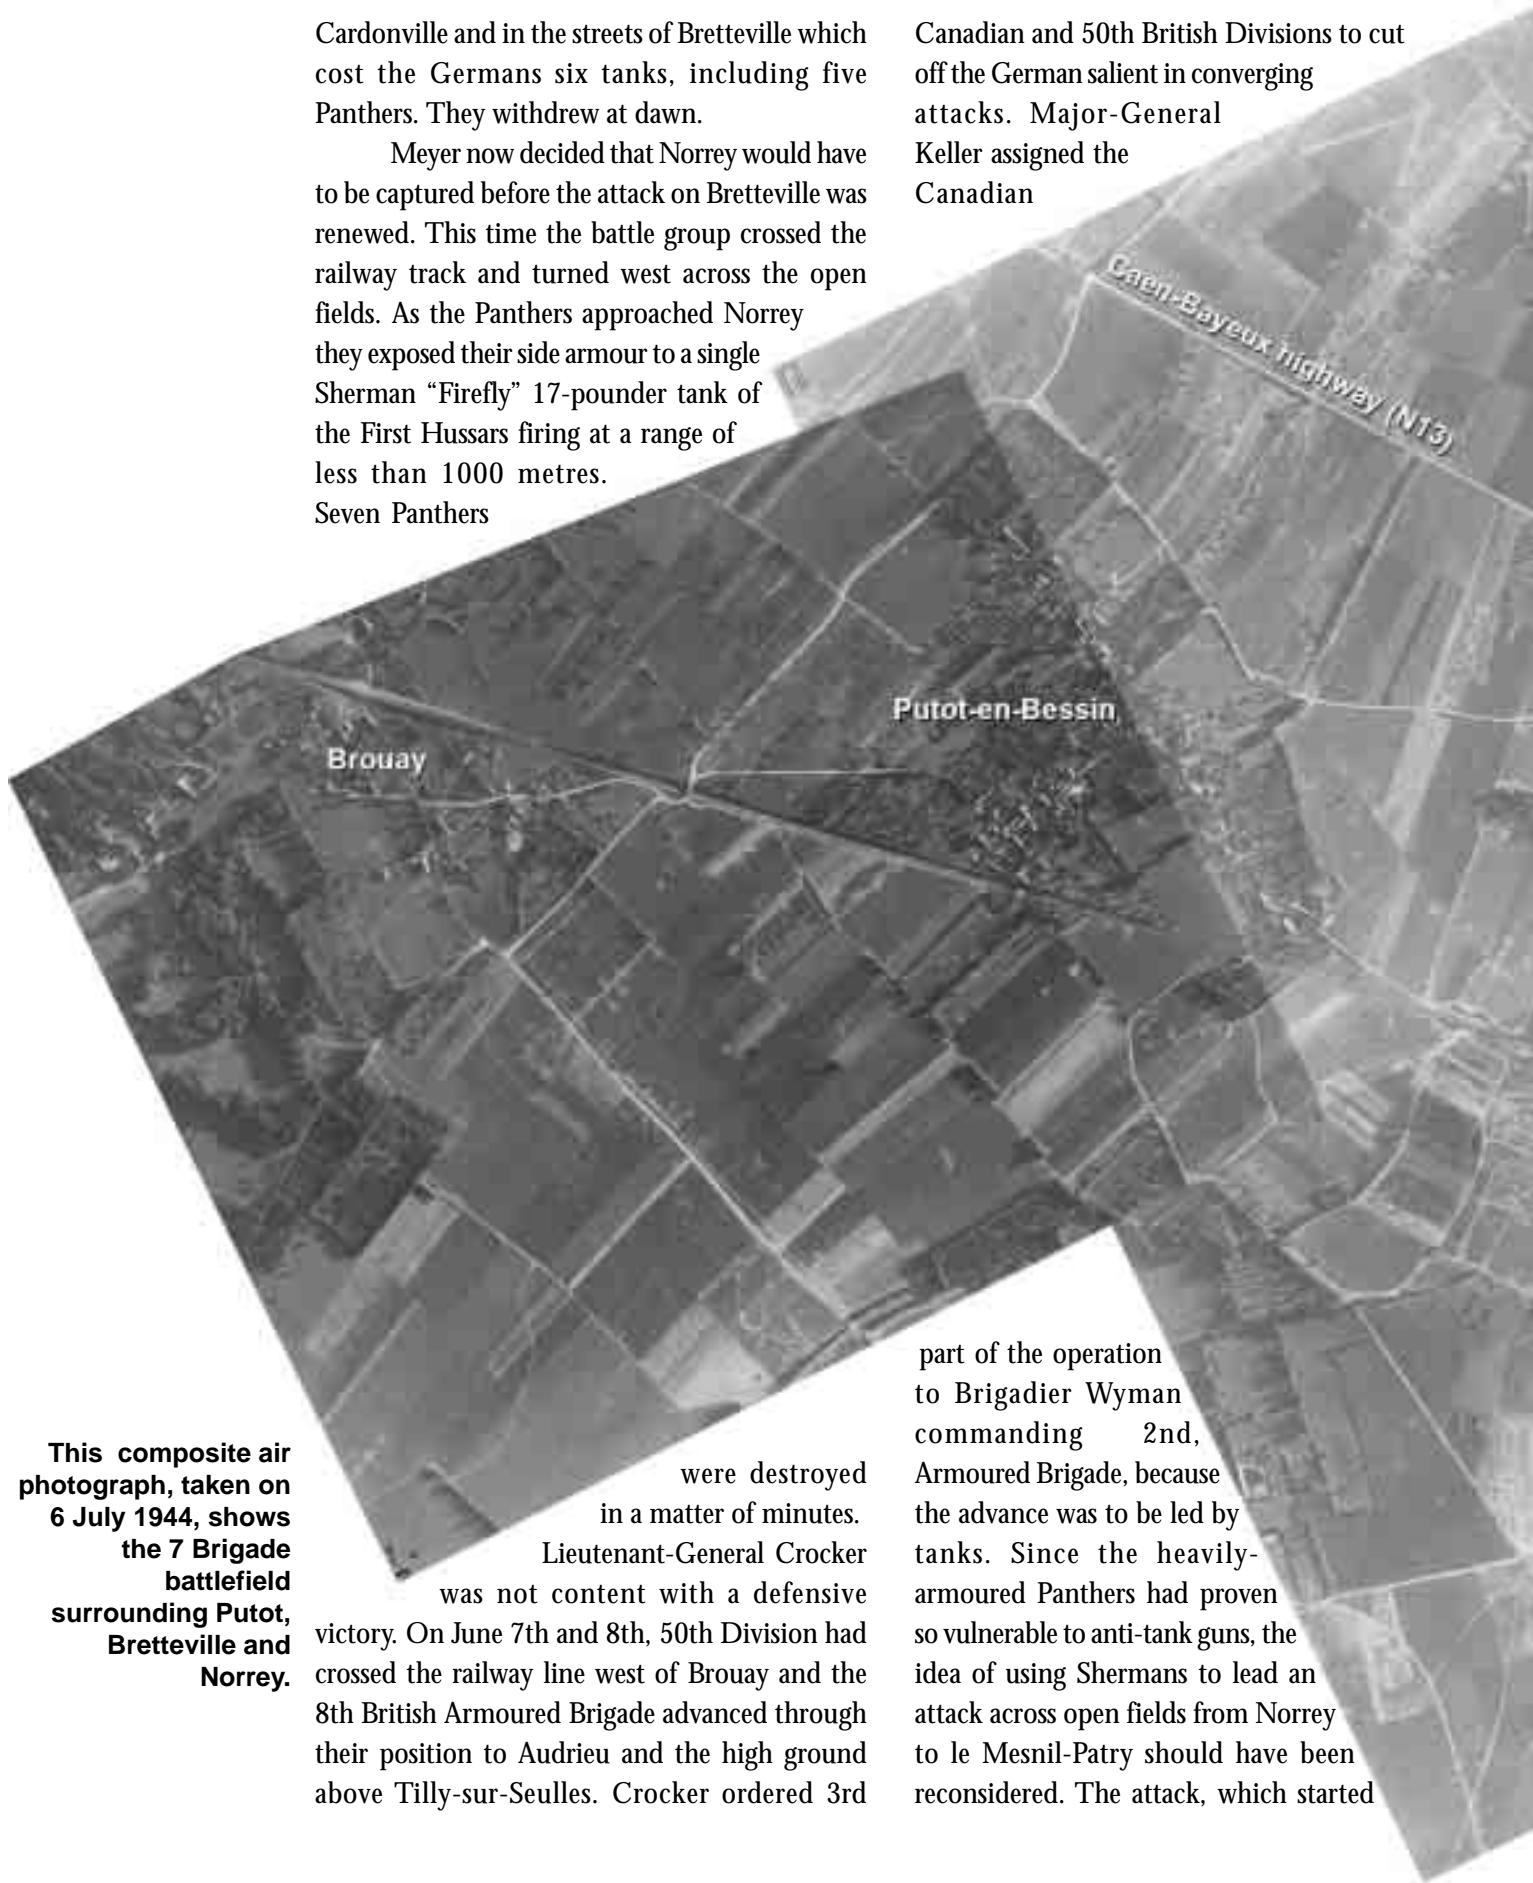 Cardonville and in the streets of Bretteville which
cost the Germans six tanks, including five
Panthers. They withdrew at dawn.
Meyer now decided that Norrey would have
to be captured before the attack on Bretteville was
renewed. This time the battle group crossed the
railway track and turned west across the open
fields. As the Panthers approached Norrey
they exposed their side armour to a single
Sherman “Firefly” 17-pounder tank of
the First Hussars firing at a range of
less than 1000 metres.
Seven Panthers
were destroyed
in a matter of minutes.
Lieutenant-General Crocker
was not content with a defensive
victory. On June 7th and 8th, 50th Division had
crossed the railway line west of Brouay and the
8th British Armoured Brigade advanced through
their position to Audrieu and the high ground
above Tilly-sur-Seulles. Crocker ordered 3rd
Canadian and 50th British Divisions to cut
off the German salient in converging
attacks. Major-General
Keller assigned the
Canadian
part of the operation
to Brigadier Wyman
commanding 2nd,
Armoured Brigade, because
the advance was to be led by
tanks. Since the heavily-
armoured Panthers had proven
so vulnerable to anti-tank guns, the
idea of using Shermans to lead an
attack across open fields from Norrey
to le Mesnil-Patry should have been
reconsidered. The attack, which started
Caen-Bayeux highway (N13)
Putot-en-Bessin
Brouay
This composite air
photograph, taken on
6 July 1944, shows
the 7 Brigade
battlefield
surrounding Putot,
Bretteville and
Norrey.